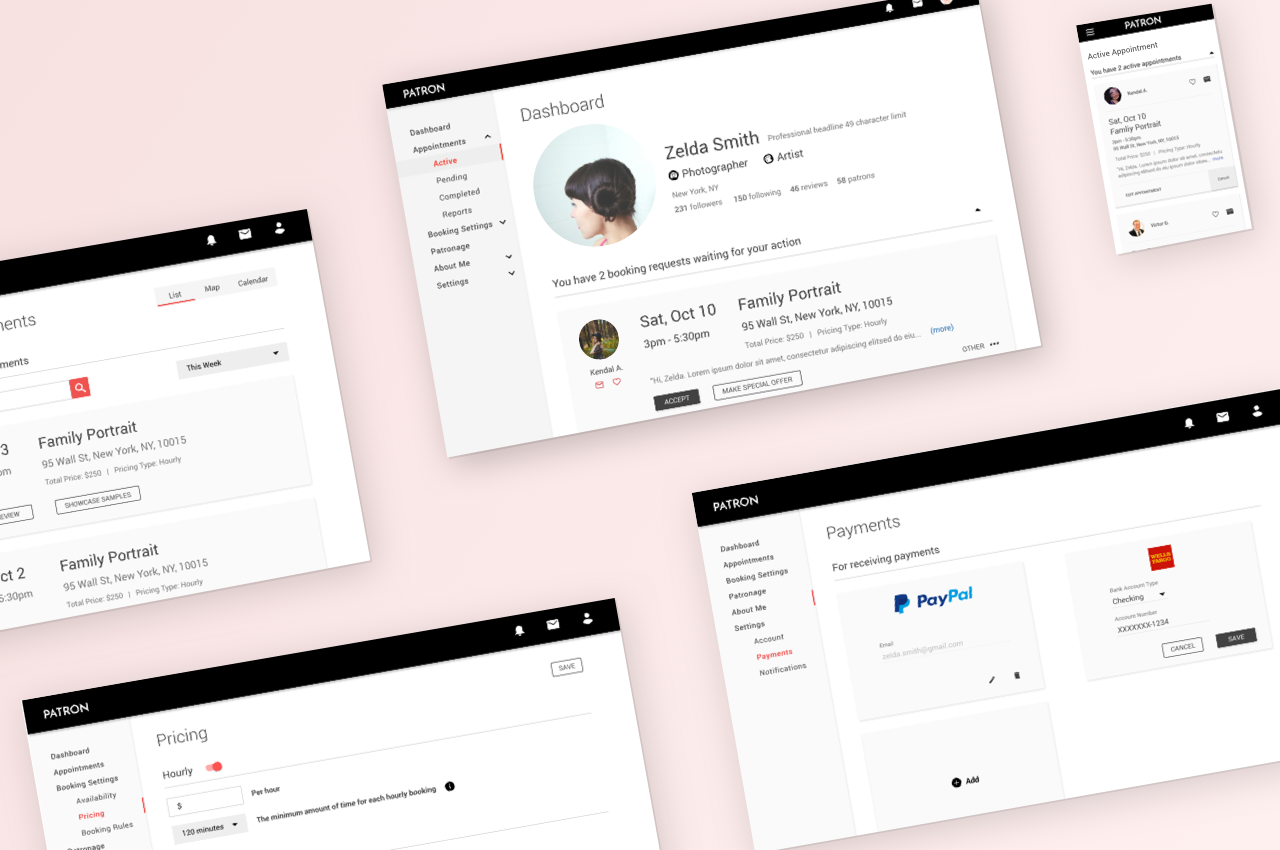 PATRON
Dashboard
Appointments
Active
Pending
Completed
Reports
Booking Settings
Patronage
About Me
Settings
Dashboard
Zelda Smith Professional headline 49 character limit
Photographer Artist
New York, NY
231 followers 150 following 46 reviews 58 patrons
You have 2 booking requests waiting for your action
Kendal A.
Sat, Oct 10
3pm - 5:30pm
Family Portrait
95 Wall St, New York, NY, 10015
Total Price: $250 | Pricing Type: Hourly
"Hi, Zelda. Lorem ipsum dolor sit amet, consectetur adipiscing elitsed do eiu... (more)
ACCEPT MAKE SPECIAL OFFER OTHER
PATRON
Active Appointment
You have 2 active appointments
Kendal A.
Sat, Oct 10
Famliy Portrait
3pm - 5:30pm
95 Wall St, New York, NY, 10015
Total Price: $250 | Pricing Type: Hourly
"Hi, Zelda. Lorem ipsum dolor sit amet, consectetur
adipiscing elitsed do eiu ipsum dolor sitam... more
EDIT APPOINTMENT Cancel
Victor G.
List Map Calendar
ments
ments
This Week
3
pm
Family Portrait
95 Wall St, New York, NY, 10015
Total Price: $250 | Pricing Type: Hourly
EVIEW SHOWCASE SAMPLES
ct 2
5:30pm
Family Portrait
95 Wall St, New York, NY, 10015
Total Price: $250 | Pricing Type: Hourly
PATRON
Dashboard
Appointments
Booking Settings
Patronage
About Me
Settings
Account
Payments
Notifications
Payments
For receiving payments
PayPal
Email
zelda.smith@gmail.com
WELLS
FARGO
Bank Account Type
Checking
Account Number
XXXXXXX-1234
CANCEL SAVE
Add
PATRON
Dashboard
Appointments
Booking Settings
Availability
Pricing
Booking Rules
Patronage
Pricing
SAVE
Hourly
$ Per hour
120 minutes The minimum amount of time for each hourly booking